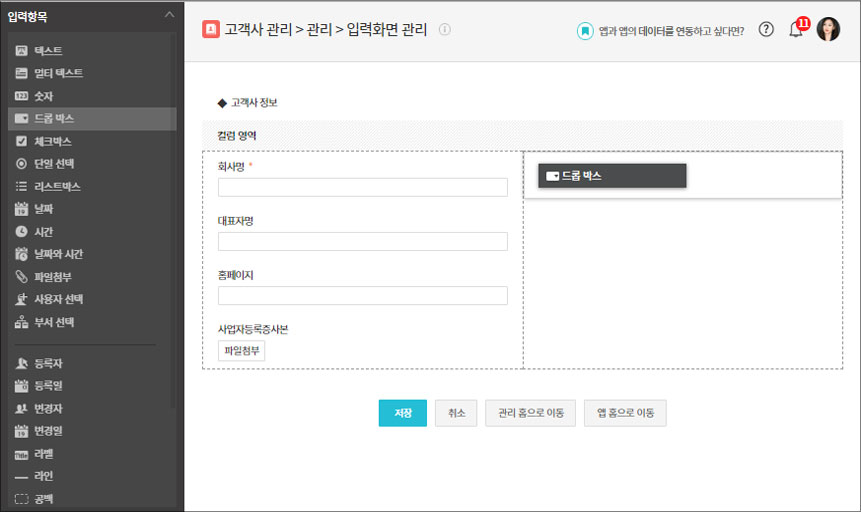 입력항목
텍스트
멀티 텍스트
123 숫자
드롭 박스
체크박스
단일 선택
리스트박스
19 날짜
시간
날짜와 시간
파일첨부
사용자 선택
부서 선택
등록자
등록일
변경자
19 변경일
Title 라벨
라인
공백
고객사 관리 > 관리 > 입력화면 관리
앱과 앱의 데이터를 연동하고 싶다면?
11
◆ 고객사 정보
컬럼 영역
회사명 *
드롭 박스
대표자명
홈페이지
사업자등록증사본
파일첨부
저장 취소 관리 홈으로 이동 앱 홈으로 이동